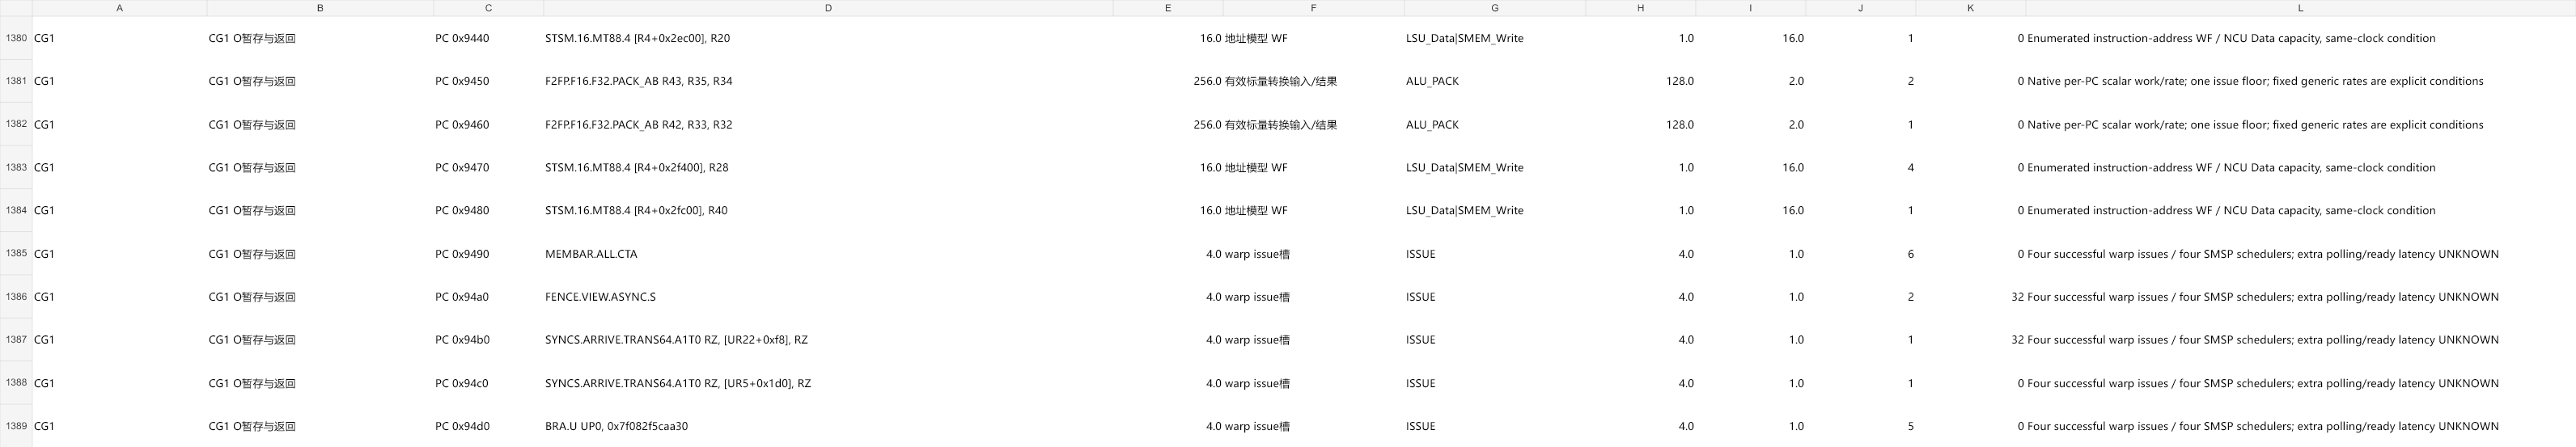 A B C D E F G H I J K L
1380 CG1 CG1 O暂存与返回 PC 0x9440 STSM.16.MT88.4 [R4+0x2ec00], R20 16.0 地址模型 WF LSU_Data|SMEM_Write 1.0 16.0 1 0 Enumerated instruction-address WF / NCU Data capacity, same-clock condition
1381 CG1 CG1 O暂存与返回 PC 0x9450 F2FP.F16.F32.PACK_AB R43, R35, R34 256.0 有效标量转换输入/结果 ALU_PACK 128.0 2.0 2 0 Native per-PC scalar work/rate; one issue floor; fixed generic rates are explicit conditions
1382 CG1 CG1 O暂存与返回 PC 0x9460 F2FP.F16.F32.PACK_AB R42, R33, R32 256.0 有效标量转换输入/结果 ALU_PACK 128.0 2.0 1 0 Native per-PC scalar work/rate; one issue floor; fixed generic rates are explicit conditions
1383 CG1 CG1 O暂存与返回 PC 0x9470 STSM.16.MT88.4 [R4+0x2f400], R28 16.0 地址模型 WF LSU_Data|SMEM_Write 1.0 16.0 4 0 Enumerated instruction-address WF / NCU Data capacity, same-clock condition
1384 CG1 CG1 O暂存与返回 PC 0x9480 STSM.16.MT88.4 [R4+0x2fc00], R40 16.0 地址模型 WF LSU_Data|SMEM_Write 1.0 16.0 1 0 Enumerated instruction-address WF / NCU Data capacity, same-clock condition
1385 CG1 CG1 O暂存与返回 PC 0x9490 MEMBAR.ALL.CTA 4.0 warp issue槽 ISSUE 4.0 1.0 6 0 Four successful warp issues / four SMSP schedulers; extra polling/ready latency UNKNOWN
1386 CG1 CG1 O暂存与返回 PC 0x94a0 FENCE.VIEW.ASYNC.S 4.0 warp issue槽 ISSUE 4.0 1.0 2 32 Four successful warp issues / four SMSP schedulers; extra polling/ready latency UNKNOWN
1387 CG1 CG1 O暂存与返回 PC 0x94b0 SYNCS.ARRIVE.TRANS64.A1T0 RZ, [UR22+0xf8], RZ 4.0 warp issue槽 ISSUE 4.0 1.0 1 32 Four successful warp issues / four SMSP schedulers; extra polling/ready latency UNKNOWN
1388 CG1 CG1 O暂存与返回 PC 0x94c0 SYNCS.ARRIVE.TRANS64.A1T0 RZ, [UR5+0x1d0], RZ 4.0 warp issue槽 ISSUE 4.0 1.0 1 0 Four successful warp issues / four SMSP schedulers; extra polling/ready latency UNKNOWN
1389 CG1 CG1 O暂存与返回 PC 0x94d0 BRA.U UP0, 0x7f082f5caa30 4.0 warp issue槽 ISSUE 4.0 1.0 5 0 Four successful warp issues / four SMSP schedulers; extra polling/ready latency UNKNOWN